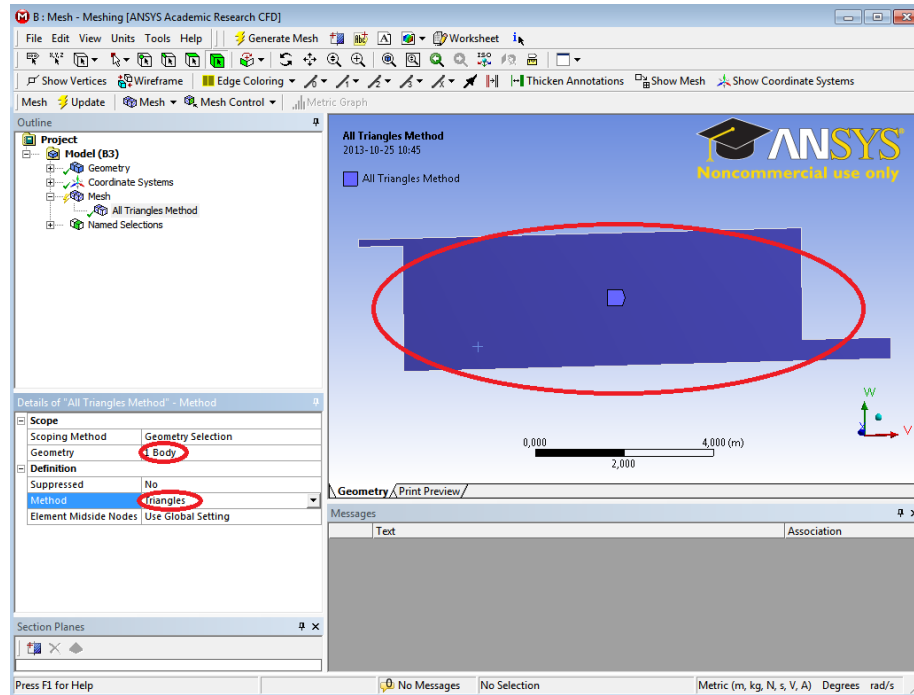 B : Mesh - Meshing [ANSYS Academic Research CFD]
File Edit View Units Tools Help Generate Mesh A Worksheet i
Show Vertices Wireframe Edge Coloring Thicken Annotations Show Mesh Show Coordinate Systems
Mesh Update Mesh Mesh Control Metric Graph
Outline
Project
Model (B3)
Geometry
Coordinate Systems
Mesh
All Triangles Method
Named Selections
All Triangles Method
2013-10-25 10:45
All Triangles Method
ANSYS
Noncommercial use only
W
V
0,000
4,000 (m)
2,000
Geometry Print Preview
Details of "All Triangles Method" - Method
Scope
Scoping Method Geometry Selection
Geometry 1 Body
Definition
Suppressed No
Method Triangles
Element Midside Nodes Use Global Setting
Messages
Text Association
Section Planes
Press F1 for Help
0 No Messages No Selection Metric (m, kg, N, s, V, A) Degrees rad/s